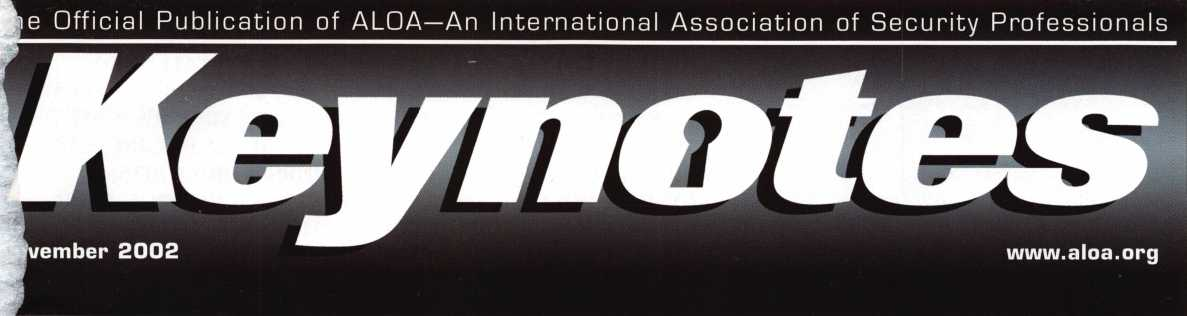 he Official Publication of ALOA—An International Association of Security Professionals
Keynotes
vember 2002
www.aloa.org